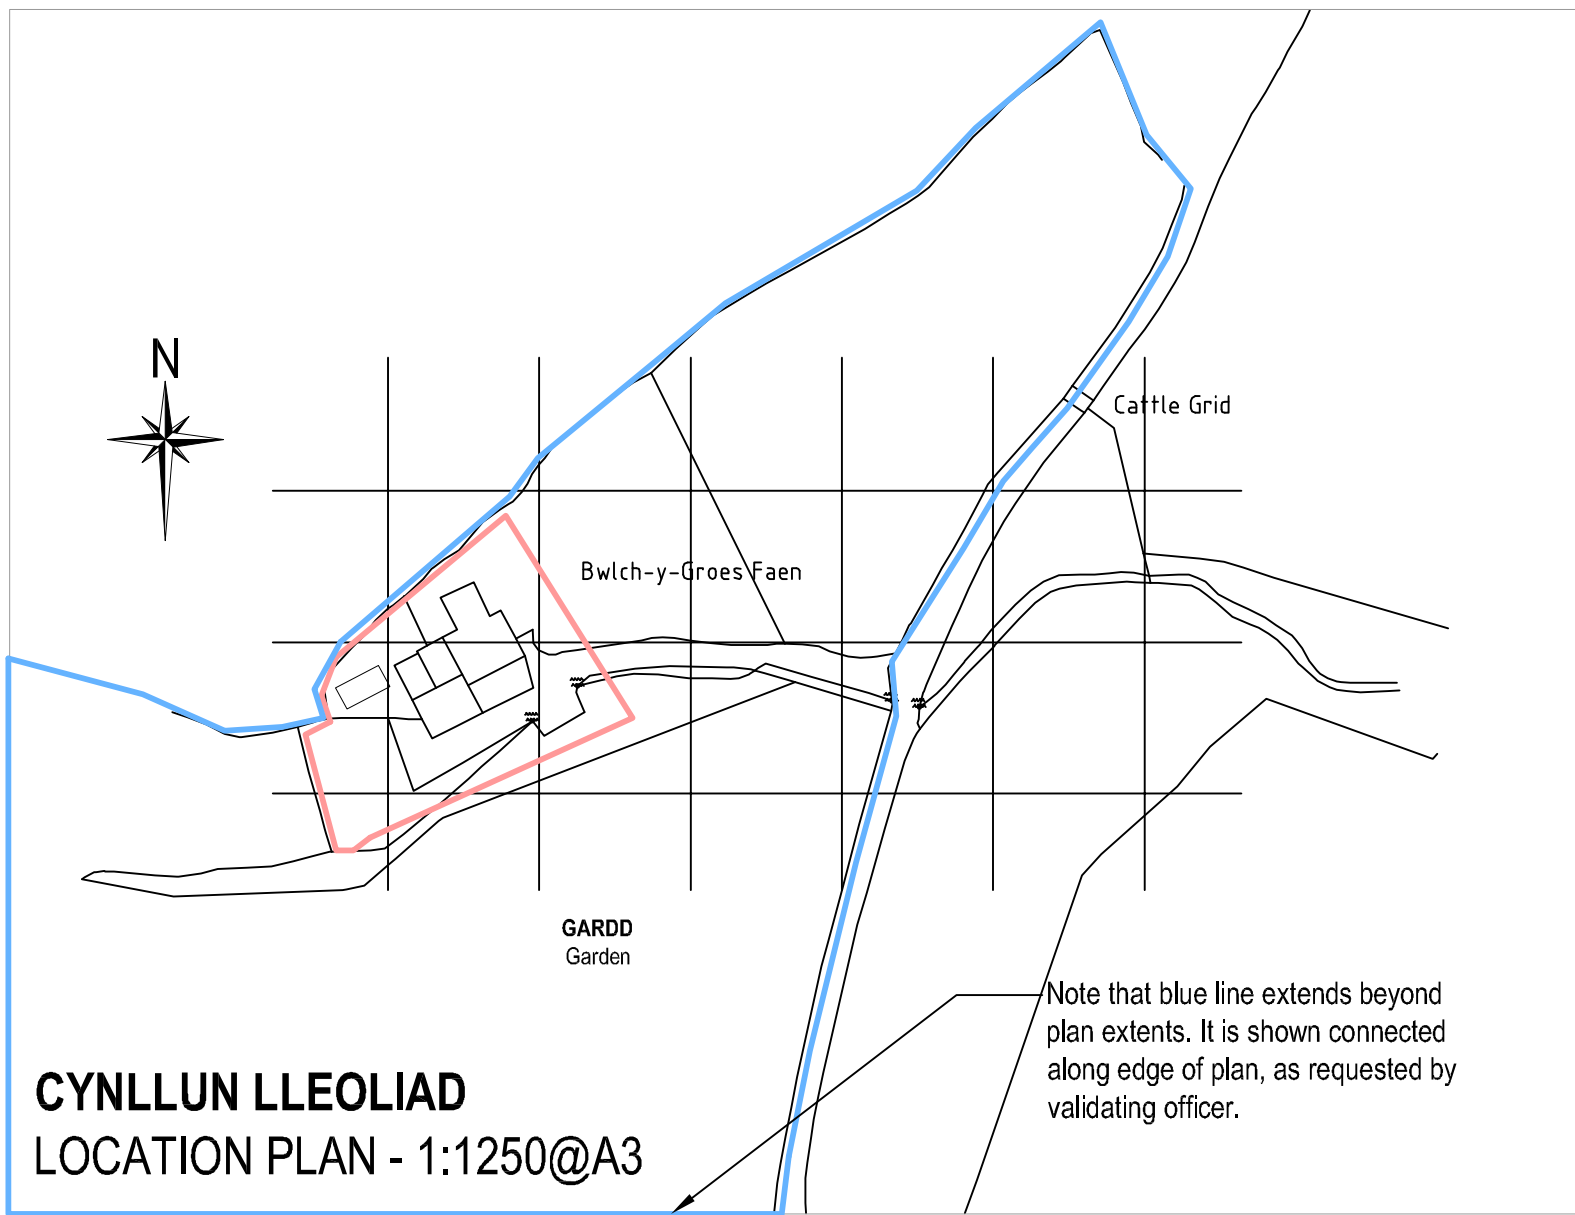 N
Cattle Grid
Bwlch-y-Groes Faen
GARDD
Garden
Note that blue line extends beyond
plan extents. It is shown connected
along edge of plan, as requested by
validating officer.
CYNLLUN LLEOLIAD
LOCATION PLAN - 1:1250@A3